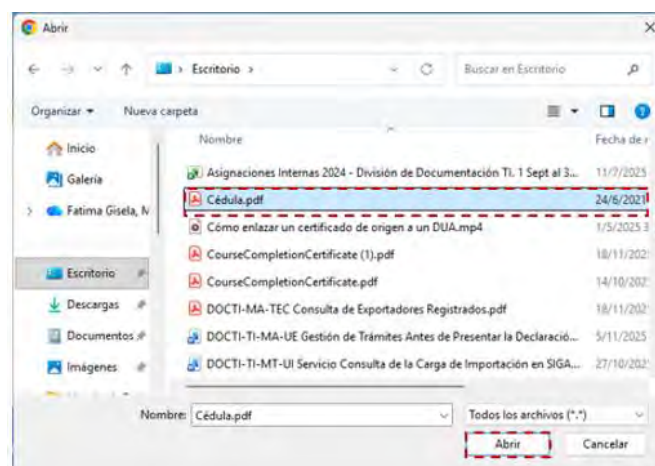 Abrir
Escritorio
Buscar en Escritorio
Organizar
Nueva carpeta
Nombre
Fecha de
Inicio
Galería
Fatima Gisela,
Escritorio
Descargas
Documentos
Imágenes
Asignaciones Internas 2024 - División de Documentación TI. 1 Sept al 3... 11/7/2025
Cédula.pdf 24/6/2021
Cómo enlazar un certificado de origen a un DUA.mp4 1/5/2025
CourseCompletionCertificate (1).pdf 18/11/202
CourseCompletionCertificate.pdf 14/10/202
DOCTI-MA-TEC Consulta de Exportadores Registrados.pdf 18/11/202
DOCTI-TI-MA-UE Gestión de Trámites Antes de Presentar la Declaració... 5/11/2025
DOCTI-TI-MT-UI Servicio Consulta de la Carga de Importación en SIGA... 27/10/202
Nombre: Cédula.pdf
Todos los archivos (*.*)
Abrir
Cancelar